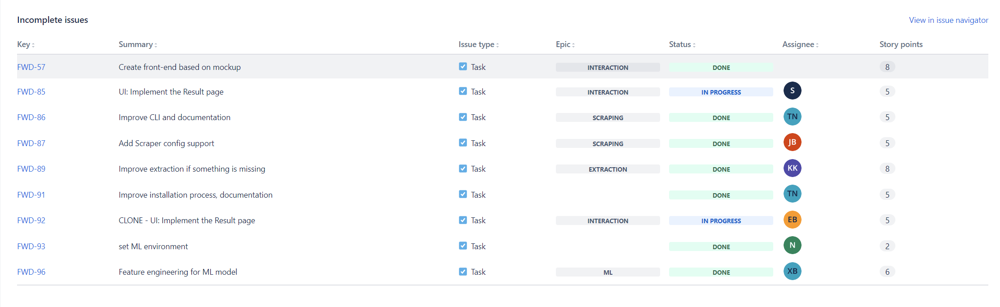 Incomplete issues View in issue navigator
Key Summary Issue type Epic Status Assignee Story points
FWD-57 Create front-end based on mockup Task INTERACTION DONE 8
FWD-85 UI: Implement the Result page Task INTERACTION IN PROGRESS S 5
FWD-86 Improve CLI and documentation Task SCRAPING DONE TN 5
FWD-87 Add Scraper config support Task SCRAPING DONE JB 5
FWD-89 Improve extraction if something is missing Task EXTRACTION DONE KK 8
FWD-91 Improve installation process, documentation Task DONE TN 5
FWD-92 CLONE - UI: Implement the Result page Task INTERACTION IN PROGRESS EB 5
FWD-93 set ML environment Task DONE N 2
FWD-96 Feature engineering for ML model Task ML DONE XB 6